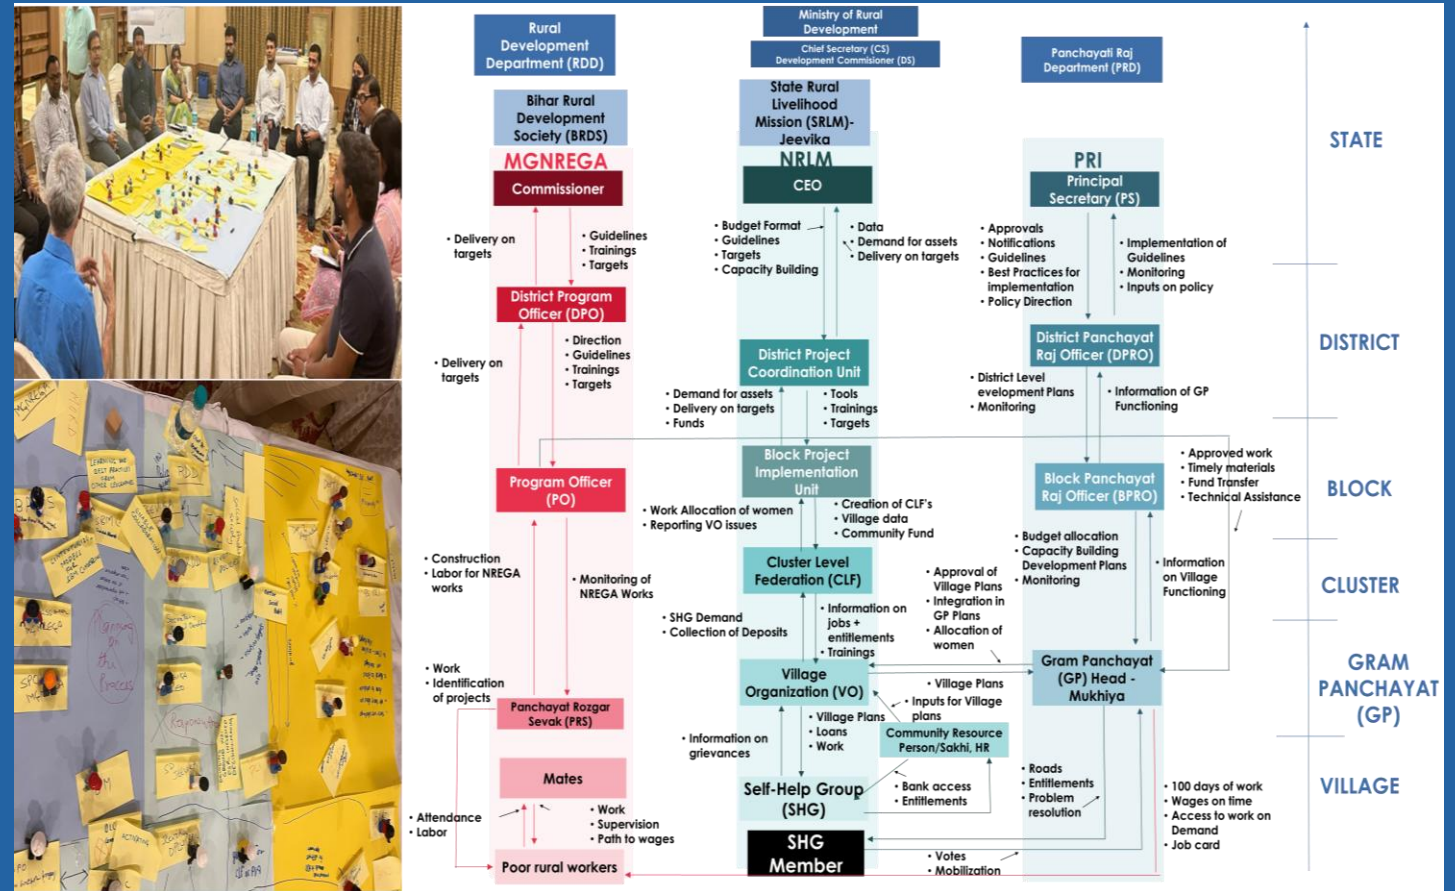 Rural
Development
Department (RDD)
Ministry of Rural
Development
Chief Secretary (CS)
Development Commisioner (DS)
Panchayati Raj
Department (PRD)
Bihar Rural
Development
Society (BRDS)
State Rural
Livelihood
Mission (SRLM)-
Jeevika
STATE
MGNREGA
NRLM
PRI
Commissioner
CEO
Principal
Secretary (PS)
• Delivery on
targets
• Guidelines
• Trainings
• Targets
• Budget Format
• Guidelines
• Targets
• Capacity Building
• Data
• Demand for assets
• Delivery on targets
• Approvals
• Notifications
• Guidelines
• Best Practices for
implementation
• Policy Direction
• Implementation of
Guidelines
• Monitoring
• Inputs on policy
District Program
Officer (DPO)
District Project
Coordination Unit
District Panchayat
Raj Officer (DPRO)
DISTRICT
• Delivery on
targets
• Direction
• Guidelines
• Trainings
• Targets
• Demand for assets
• Delivery on targets
• Funds
• Tools
• Trainings
• Targets
• District Level
evelopment Plans
• Monitoring
• Information of GP
Functioning
Program Officer
(PO)
Block Project
Implementation
Unit
Block Panchayat
Raj Officer (BPRO)
• Approved work
• Timely materials
• Fund Transfer
• Technical Assistance
BLOCK
• Work Allocation of women
• Reporting VO issues
• Creation of CLF's
• Village data
• Community Fund
• Budget allocation
• Capacity Building
Development Plans
• Monitoring
• Information
on Village
Functioning
• Construction
• Labor for NREGA
works
• Monitoring of
NREGA Works
Cluster Level
Federation (CLF)
CLUSTER
• SHG Demand
• Collection of Deposits
• Information on
jobs +
entitlements
• Trainings
• Approval of
Village Plans
• Integration in
GP Plans
• Allocation of
women
• Work
• Identification
of projects
Panchayat Rozgar
Sevak (PRS)
Village
Organization (VO)
Gram Panchayat
(GP) Head -
Mukhiya
GRAM
PANCHAYAT
(GP)
• Village Plans
• Inputs for Village
plans
• Information on
grievances
• Village Plans
• Loans
• Work
Community Resource
Person/Sakhi, HR
Mates
Self-Help Group
(SHG)
• Bank access
• Entitlements
• Roads
• Entitlements
• Problem
resolution
• 100 days of work
• Wages on time
• Access to work on
Demand
• Job card
VILLAGE
• Attendance
• Labor
• Work
• Supervision
• Path to wages
Poor rural workers
SHG
Member
• Votes
• Mobilization
MGNREGA
LEARNING THE
BEST PRACTICE
FROM
RDD
Mapping
on
the
Process
ACTIVATING